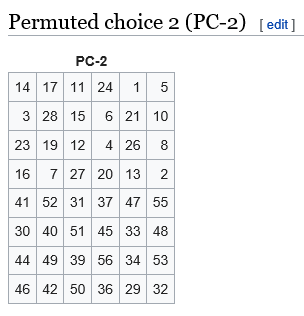 Permuted choice 2 (PC-2) [ edit ]
PC-2
14 17 11 24 1 5
3 28 15 6 21 10
23 19 12 4 26 8
16 7 27 20 13 2
41 52 31 37 47 55
30 40 51 45 33 48
44 49 39 56 34 53
46 42 50 36 29 32